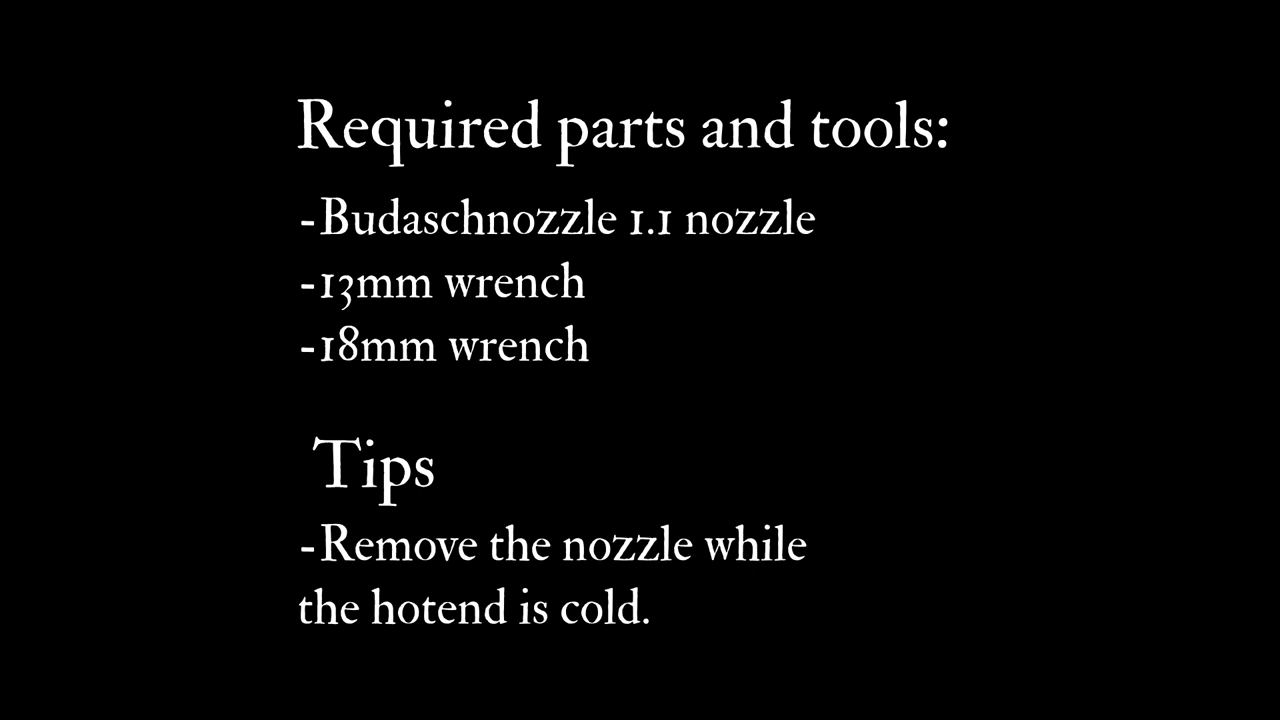 Required parts and tools:
-Budaschnozzle 1.1 nozzle
-13mm wrench
-18mm wrench
Tips
-Remove the nozzle while
the hotend is cold.